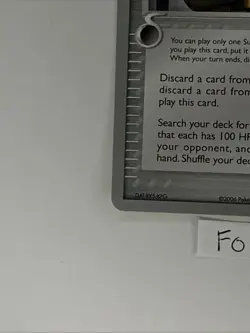 You can play only one Su
you play this card, put it
When your turn ends, di
Discard a card from
discard a card from
play this card.
Search your deck for
that each has 100 HP
your opponent, and
hand. Shuffle your dec
©2006 Poké
FO